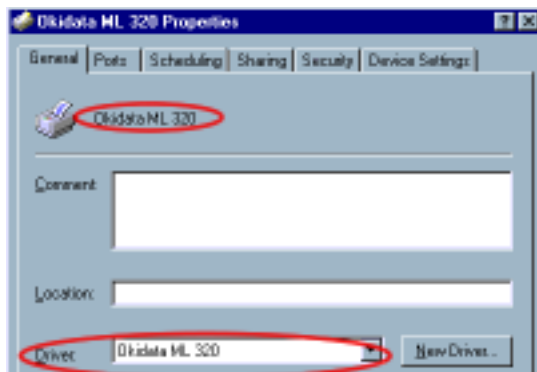 Okidata ML 320 Properties
General Ports Scheduling Sharing Security Device Settings
Okidata ML 320
Comment:
Location:
Driver: Okidata ML 320 New Driver...